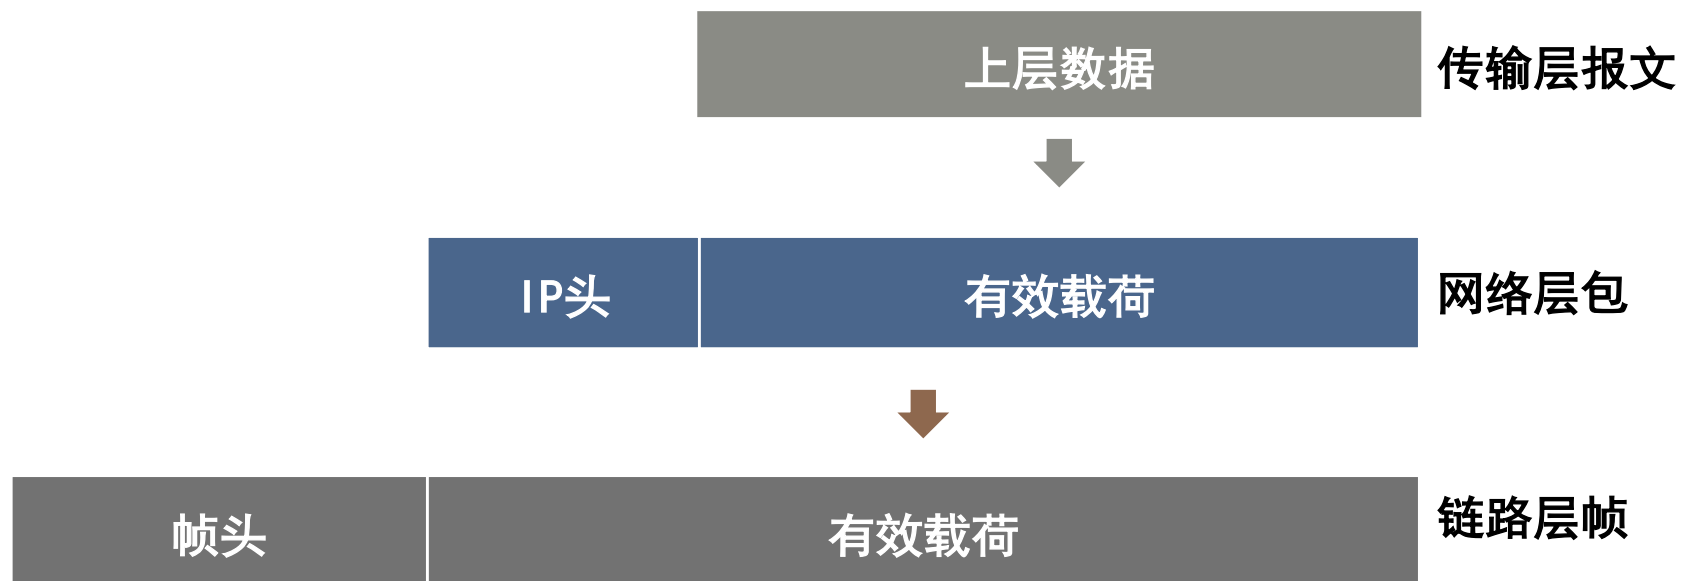 上层数据
传输层报文
IP头
有效载荷
网络层包
帧头
有效载荷
链路层帧